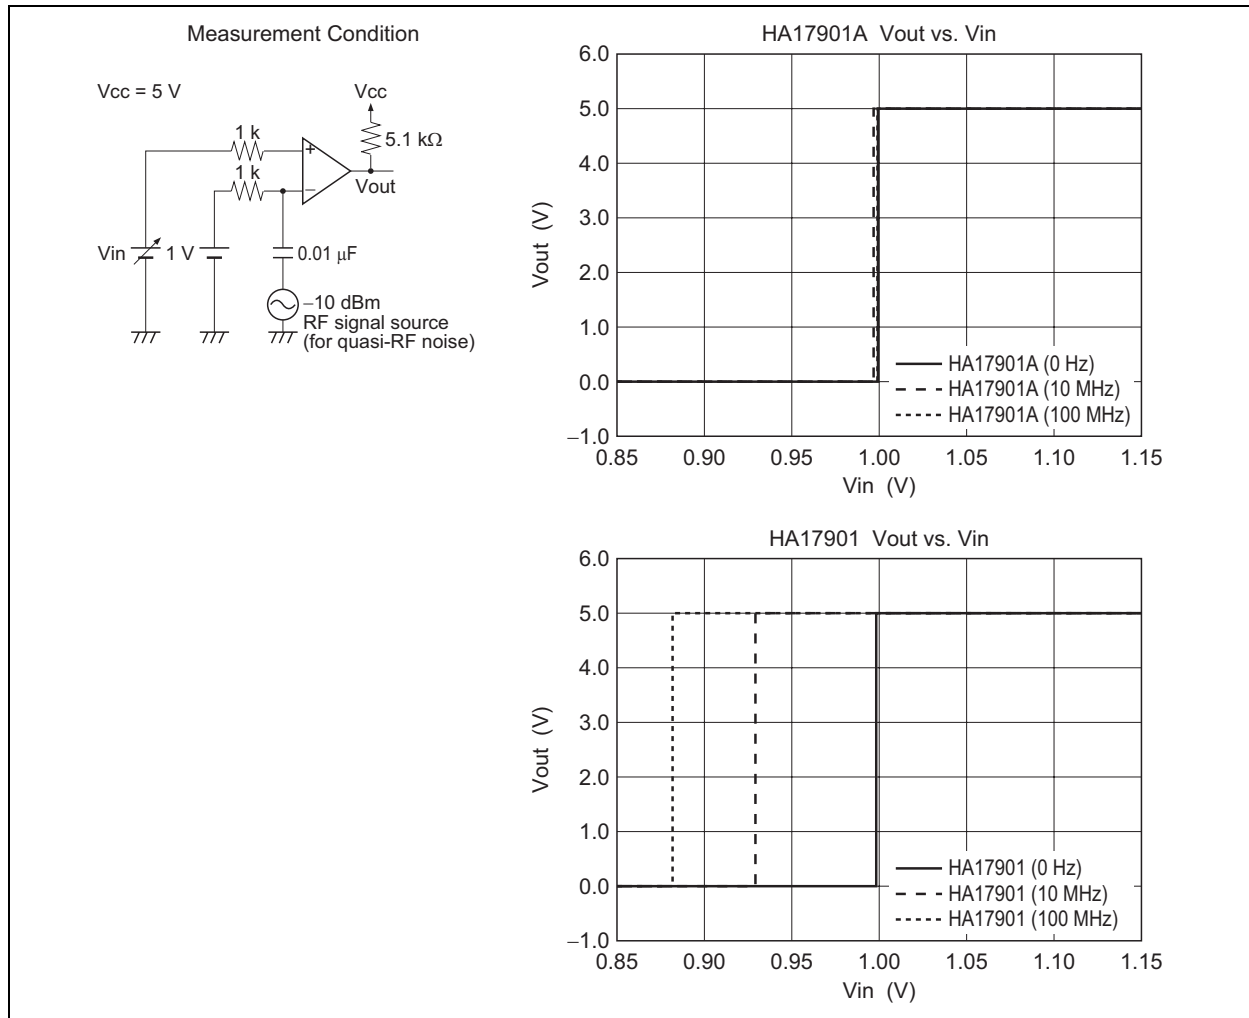 Measurement Condition
Vcc = 5 V
Vcc
1 k
5.1 kΩ
+
1 k
−
Vout
Vin
1 V
0.01 μF
−10 dBm
RF signal source
(for quasi-RF noise)
HA17901A Vout vs. Vin
6.0
5.0
4.0
3.0
2.0
1.0
0.0
−1.0
Vout (V)
HA17901A (0 Hz)
HA17901A (10 MHz)
HA17901A (100 MHz)
0.85 0.90 0.95 1.00 1.05 1.10 1.15
Vin (V)
HA17901 Vout vs. Vin
6.0
5.0
4.0
3.0
2.0
1.0
0.0
−1.0
Vout (V)
HA17901 (0 Hz)
HA17901 (10 MHz)
HA17901 (100 MHz)
0.85 0.90 0.95 1.00 1.05 1.10 1.15
Vin (V)